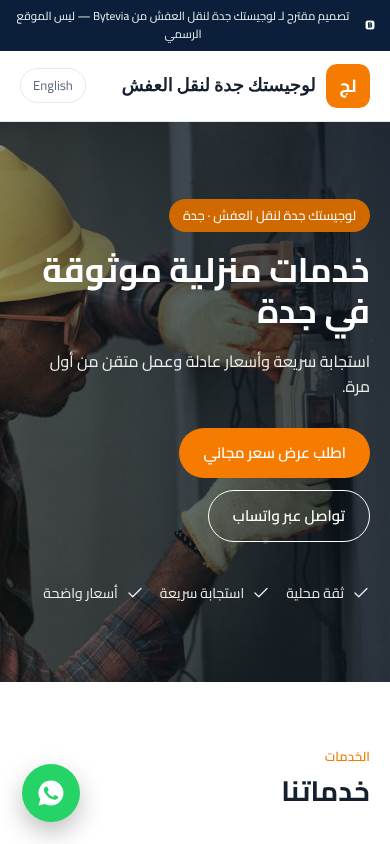 تصميم مقترح لـ لوجيستك جدة لنقل العفش من Bytevia — ليس الموقع
الرسمي
لج
لوجيستك جدة لنقل العفش
English
لوجيستك جدة لنقل العفش · جدة
خدمات منزلية موثوقة
في جدة
استجابة سريعة وأسعار عادلة وعمل متقن من أول
مرة.
اطلب عرض سعر مجاني
تواصل عبر واتساب
ثقة محلية
استجابة سريعة
أسعار واضحة
الخدمات
خدماتنا